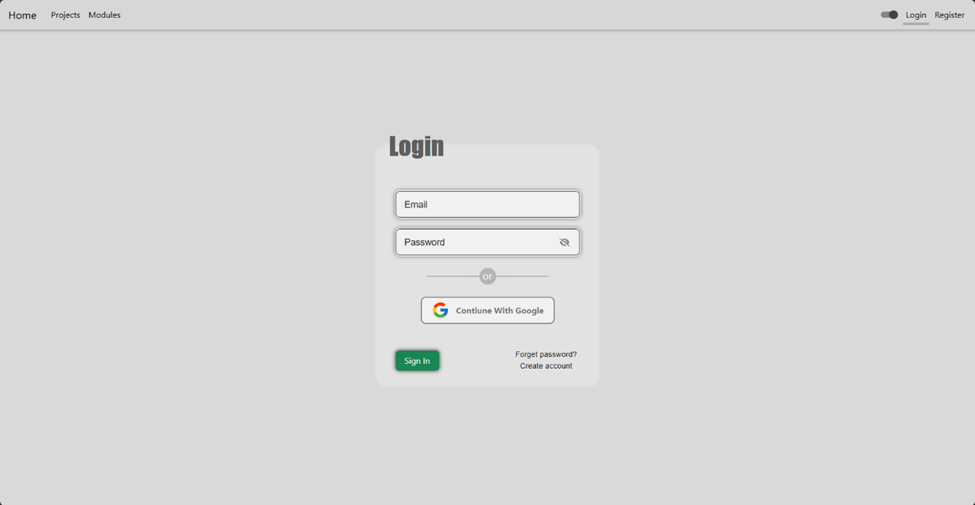 Home Projects Modules Login Register
Login
Email
Password
or
Contiune With Google
Sign In
Forget password?
Create account